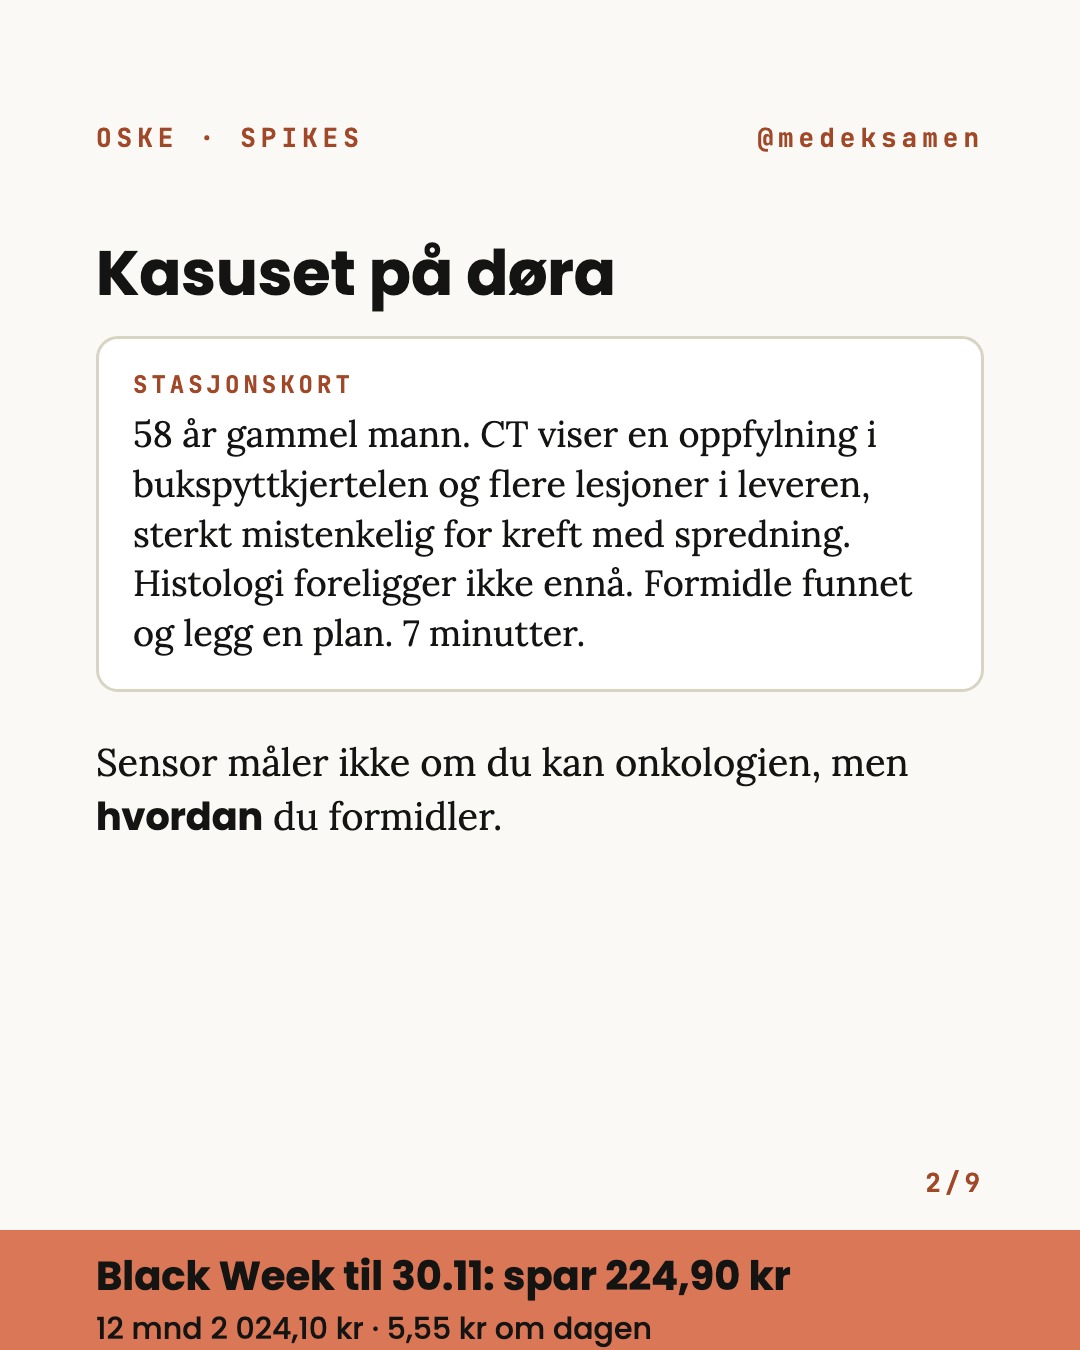 OSKE · SPIKES
@medeksamen
Kasuset på døra
STASJONSKORT
58 år gammel mann. CT viser en oppfylning i
bukspyttkjertelen og flere lesjoner i leveren,
sterkt mistenkelig for kreft med spredning.
Histologi foreligger ikke ennå. Formidle funnet
og legg en plan. 7 minutter.
Sensor måler ikke om du kan onkologien, men
hvordan du formidler.
2/9
Black Week til 30.11: spar 224,90 kr
12 mnd 2 024,10 kr · 5,55 kr om dagen